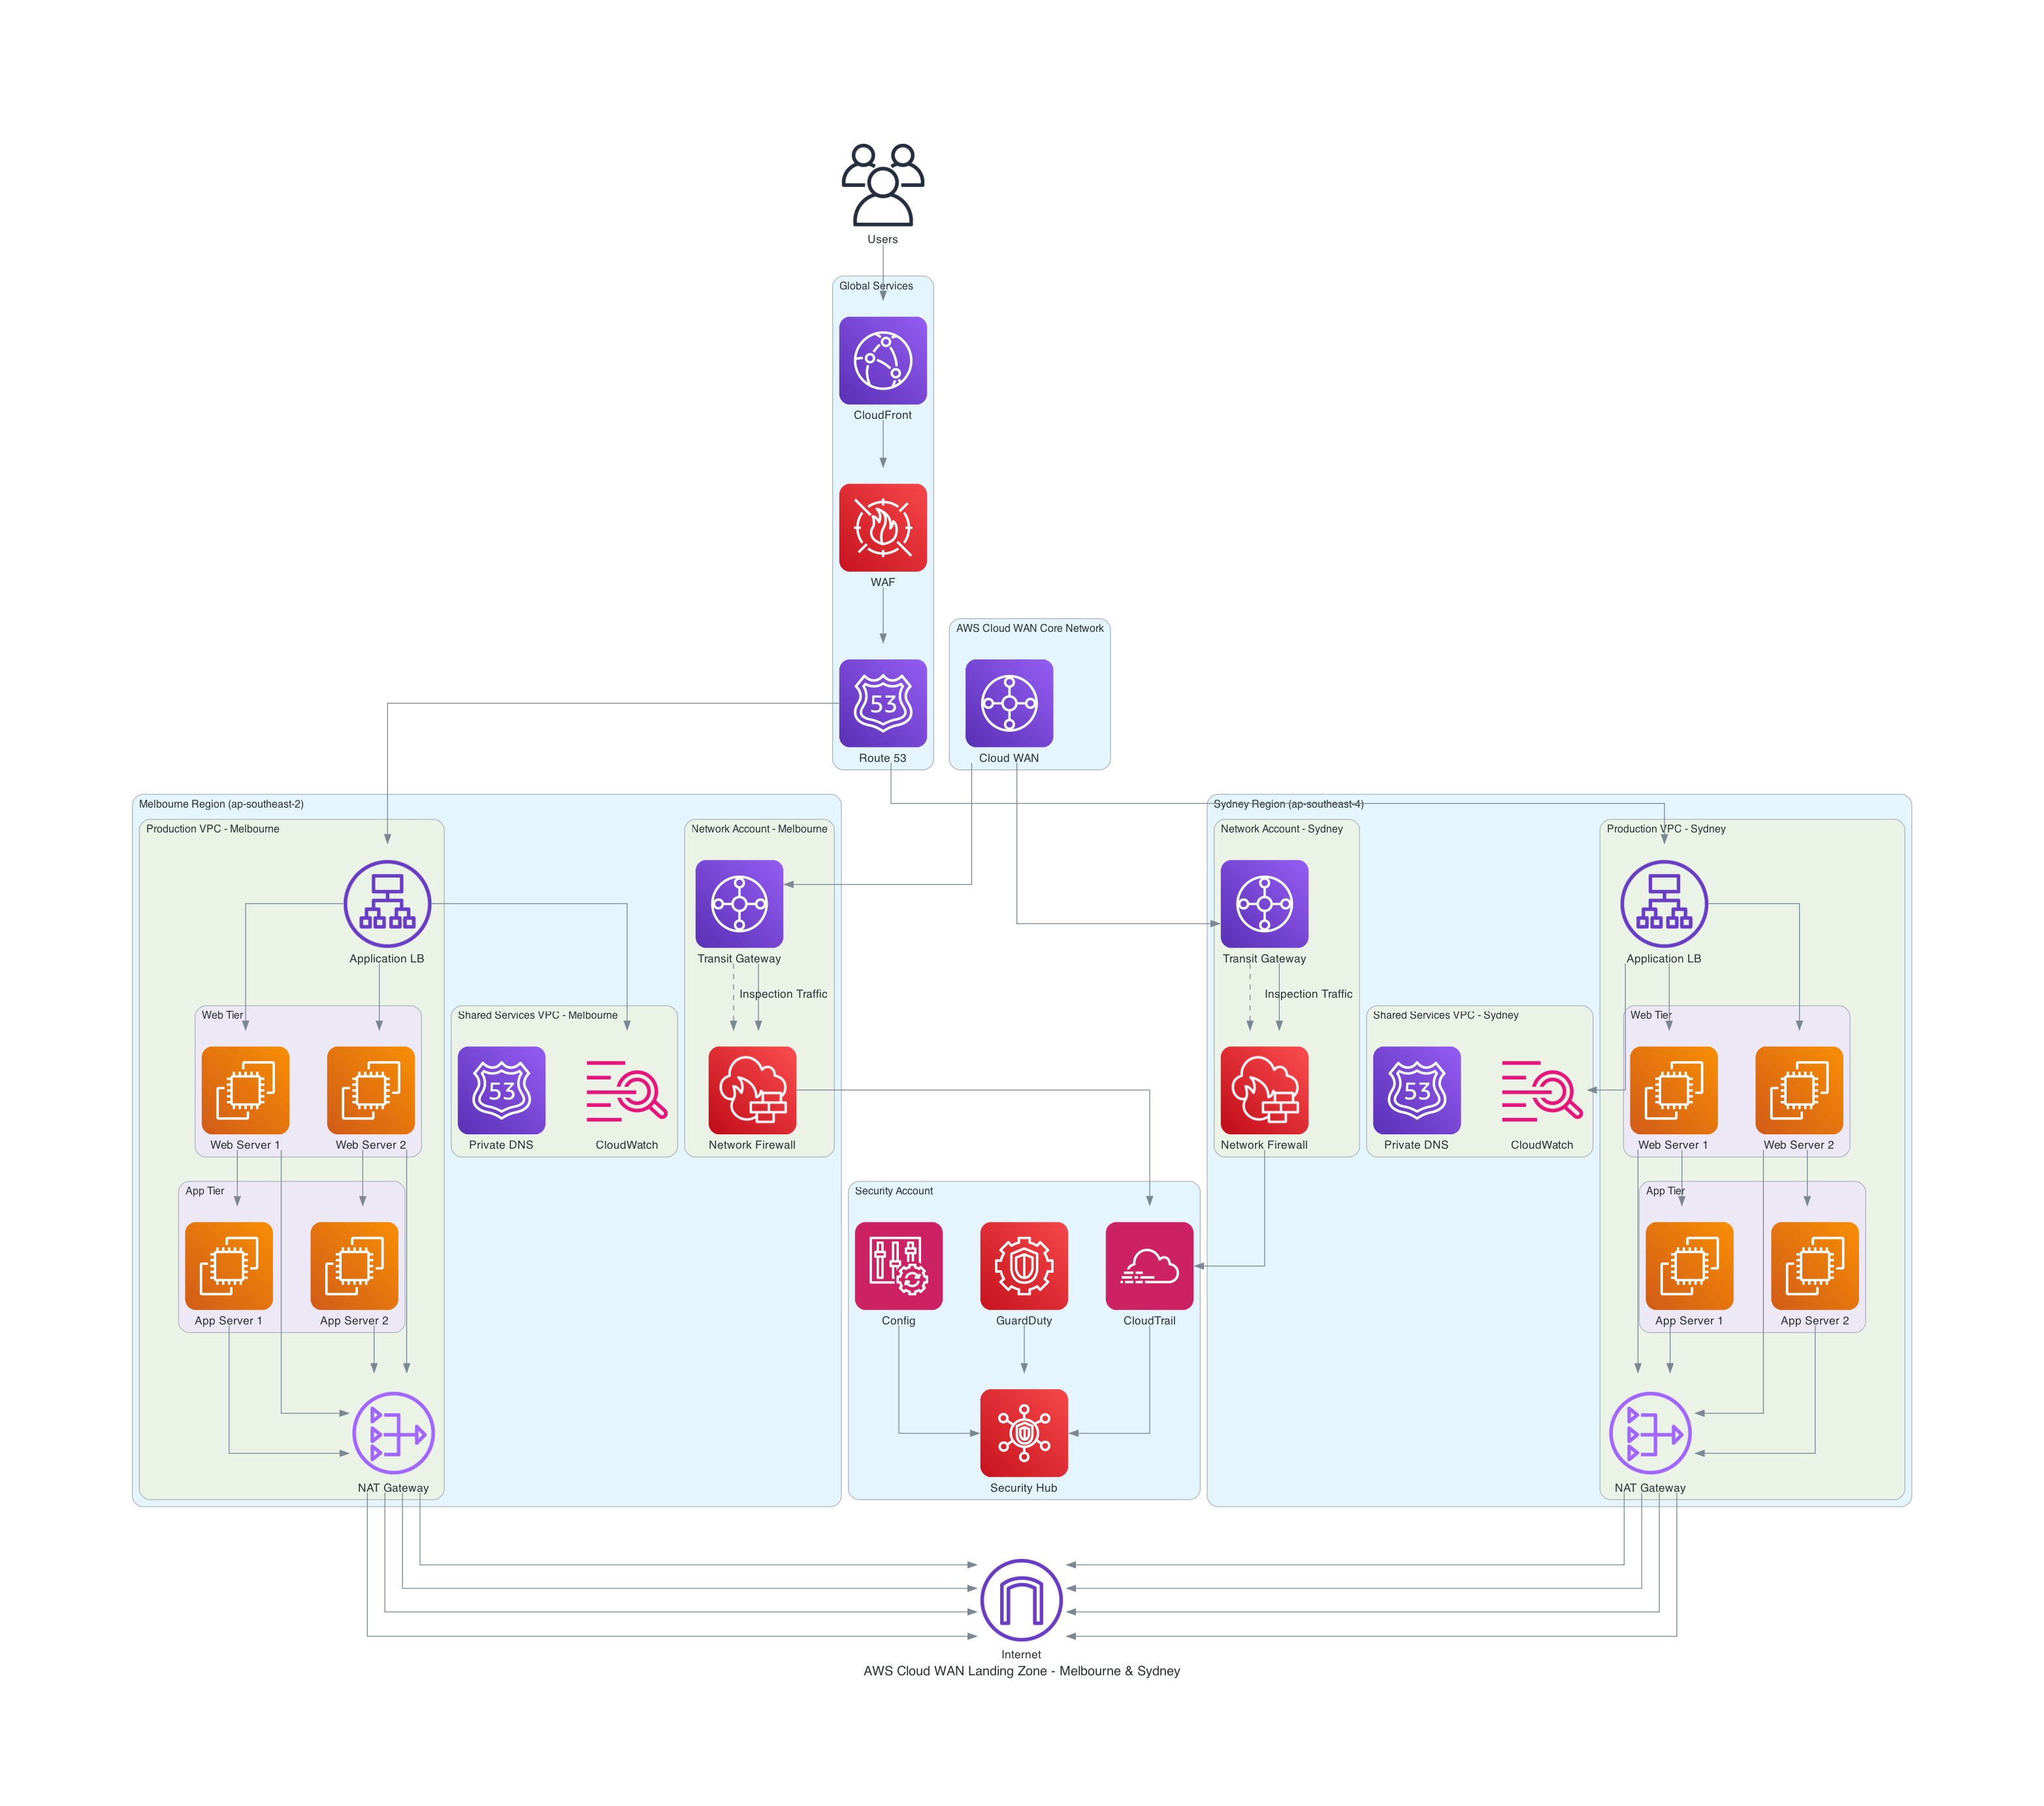 Users
Global Services
CloudFront
WAF
AWS Cloud WAN Core Network
53
Route 53
Cloud WAN
Melbourne Region (ap-southeast-2)
Production VPC - Melbourne
Application LB
Web Tier
Web Server 1
Web Server 2
App Tier
App Server 1
App Server 2
NAT Gateway
Shared Services VPC - Melbourne
53
Private DNS
CloudWatch
Network Account - Melbourne
Transit Gateway
Inspection Traffic
Network Firewall
Security Account
Config
GuardDuty
CloudTrail
Security Hub
Sydney Region (ap-southeast-4)
Network Account - Sydney
Transit Gateway
Inspection Traffic
Network Firewall
Shared Services VPC - Sydney
53
Private DNS
CloudWatch
Production VPC - Sydney
Application LB
Web Tier
Web Server 1
Web Server 2
App Tier
App Server 1
App Server 2
NAT Gateway
Internet
AWS Cloud WAN Landing Zone - Melbourne & Sydney